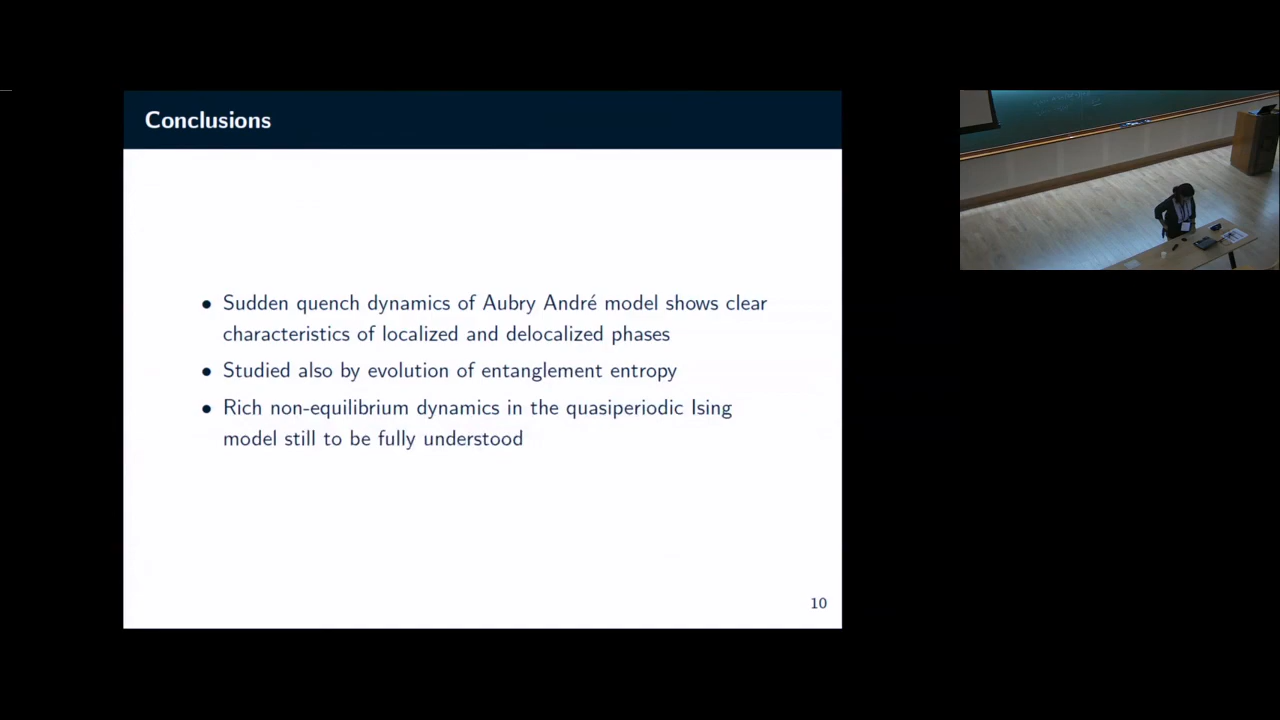 Conclusions
• Sudden quench dynamics of Aubry André model shows clear
characteristics of localized and delocalized phases
• Studied also by evolution of entanglement entropy
• Rich non-equilibrium dynamics in the quasiperiodic Ising
model still to be fully understood
10